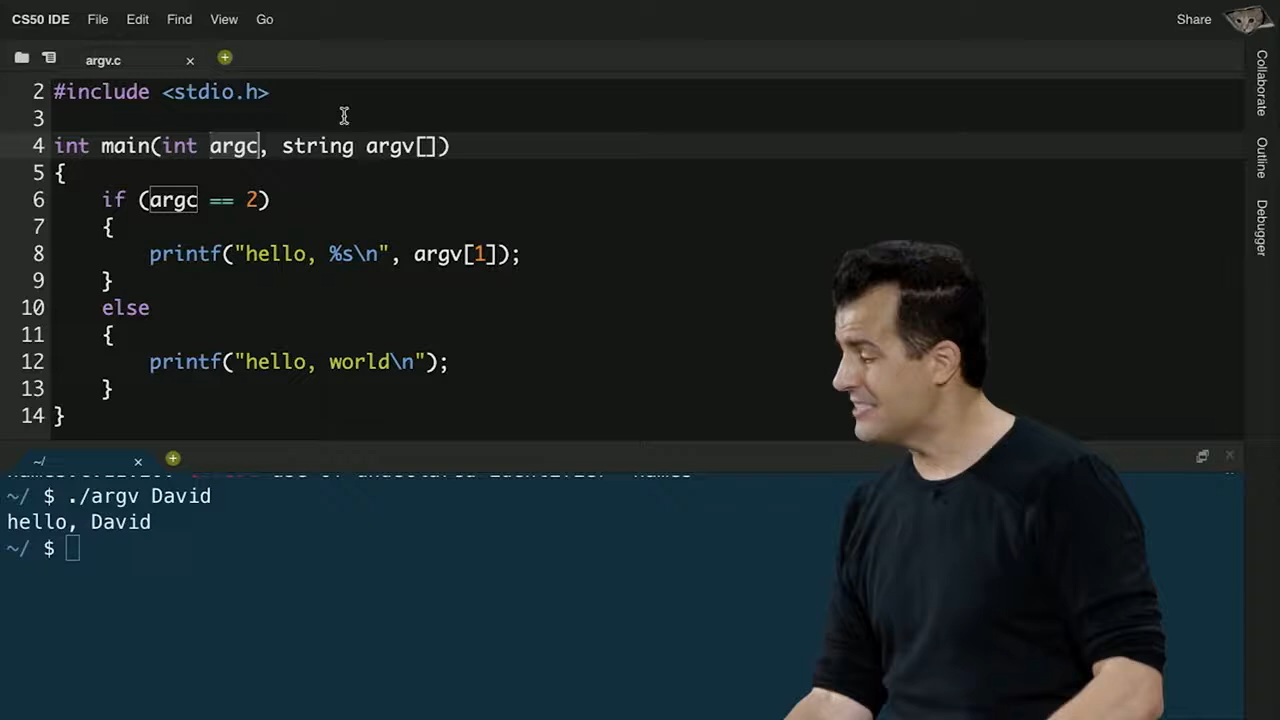 CS50 IDE File Edit Find View Go Share
argv.c
2 #include <stdio.h>
3
4 int main(int argc, string argv[])
5 {
6 if (argc == 2)
7 {
8 printf("hello, %s\n", argv[1]);
9 }
10 else
11 {
12 printf("hello, world\n");
13 }
14 }
~/
~/ $ ./argv David
hello, David
~/ $
Collaborate
Outline
Debugger